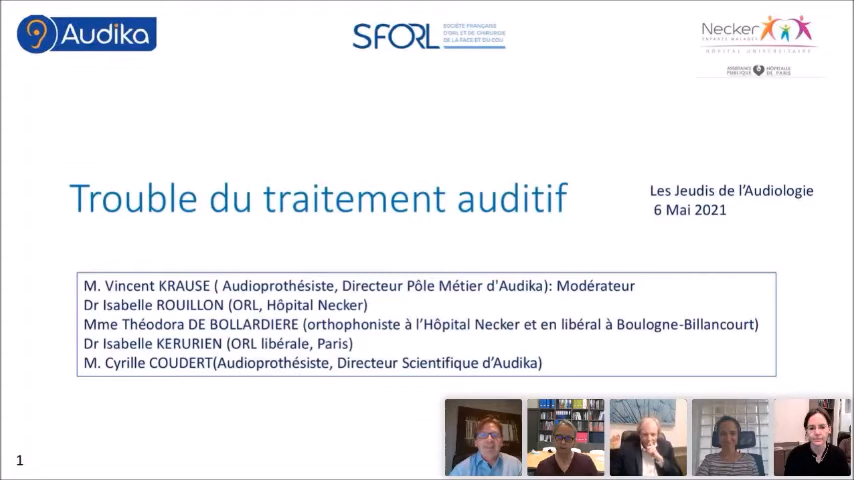 Audika
SFORL
SOCIÉTÉ FRANÇAISE
D'ORL ET DE CHIRURGIE
DE LA FACE ET DU COU
Necker
ENFANTS MALADES
HÔPITAL UNIVERSITAIRE
ASSISTANCE PUBLIQUE
HÔPITAUX DE PARIS
Trouble du traitement auditif
Les Jeudis de l'Audiologie
6 Mai 2021
M. Vincent KRAUSE ( Audioprothésiste, Directeur Pôle Métier d'Audika): Modérateur
Dr Isabelle ROUILLON (ORL, Hôpital Necker)
Mme Théodora DE BOLLARDIERE (orthophoniste à l'Hôpital Necker et en libéral à Boulogne-Billancourt)
Dr Isabelle KERURIEN (ORL libérale, Paris)
M. Cyrille COUDERT(Audioprothésiste, Directeur Scientifique d'Audika)
1